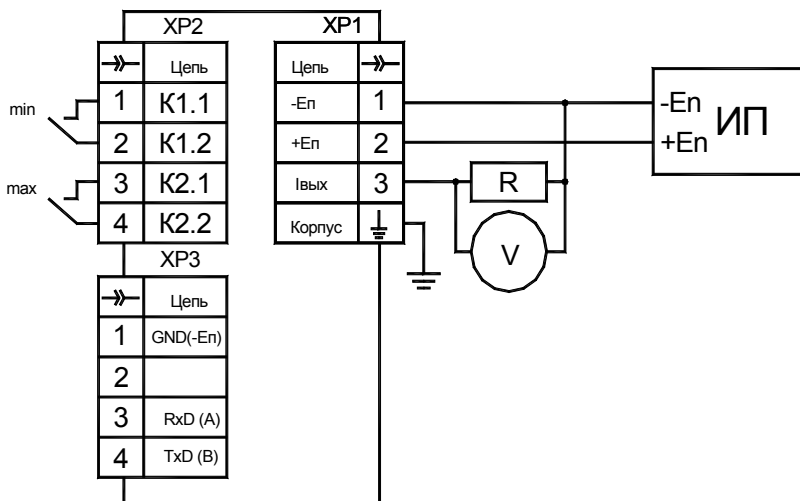 XP2
Цепь
min
1 К1.1
2 К1.2
max
3 К2.1
4 К2.2
XP1
Цепь
-Еп 1
+Еп 2
Iвых 3
Корпус
R
V
-En
+En
ИП
XP3
Цепь
1 GND(-Еп)
2
3 RxD (A)
4 TxD (B)